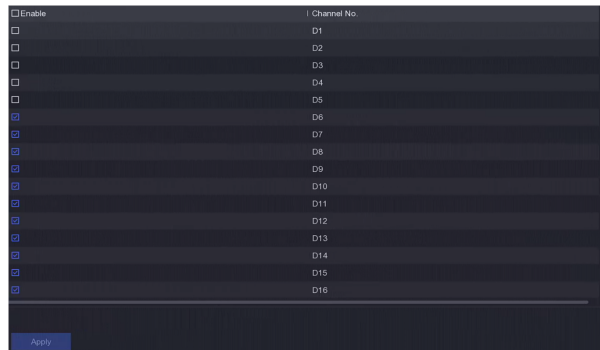 Enable Channel No.
D1
D2
D3
D4
D5
D6
D7
D8
D9
D10
D11
D12
D13
D14
D15
D16
Apply